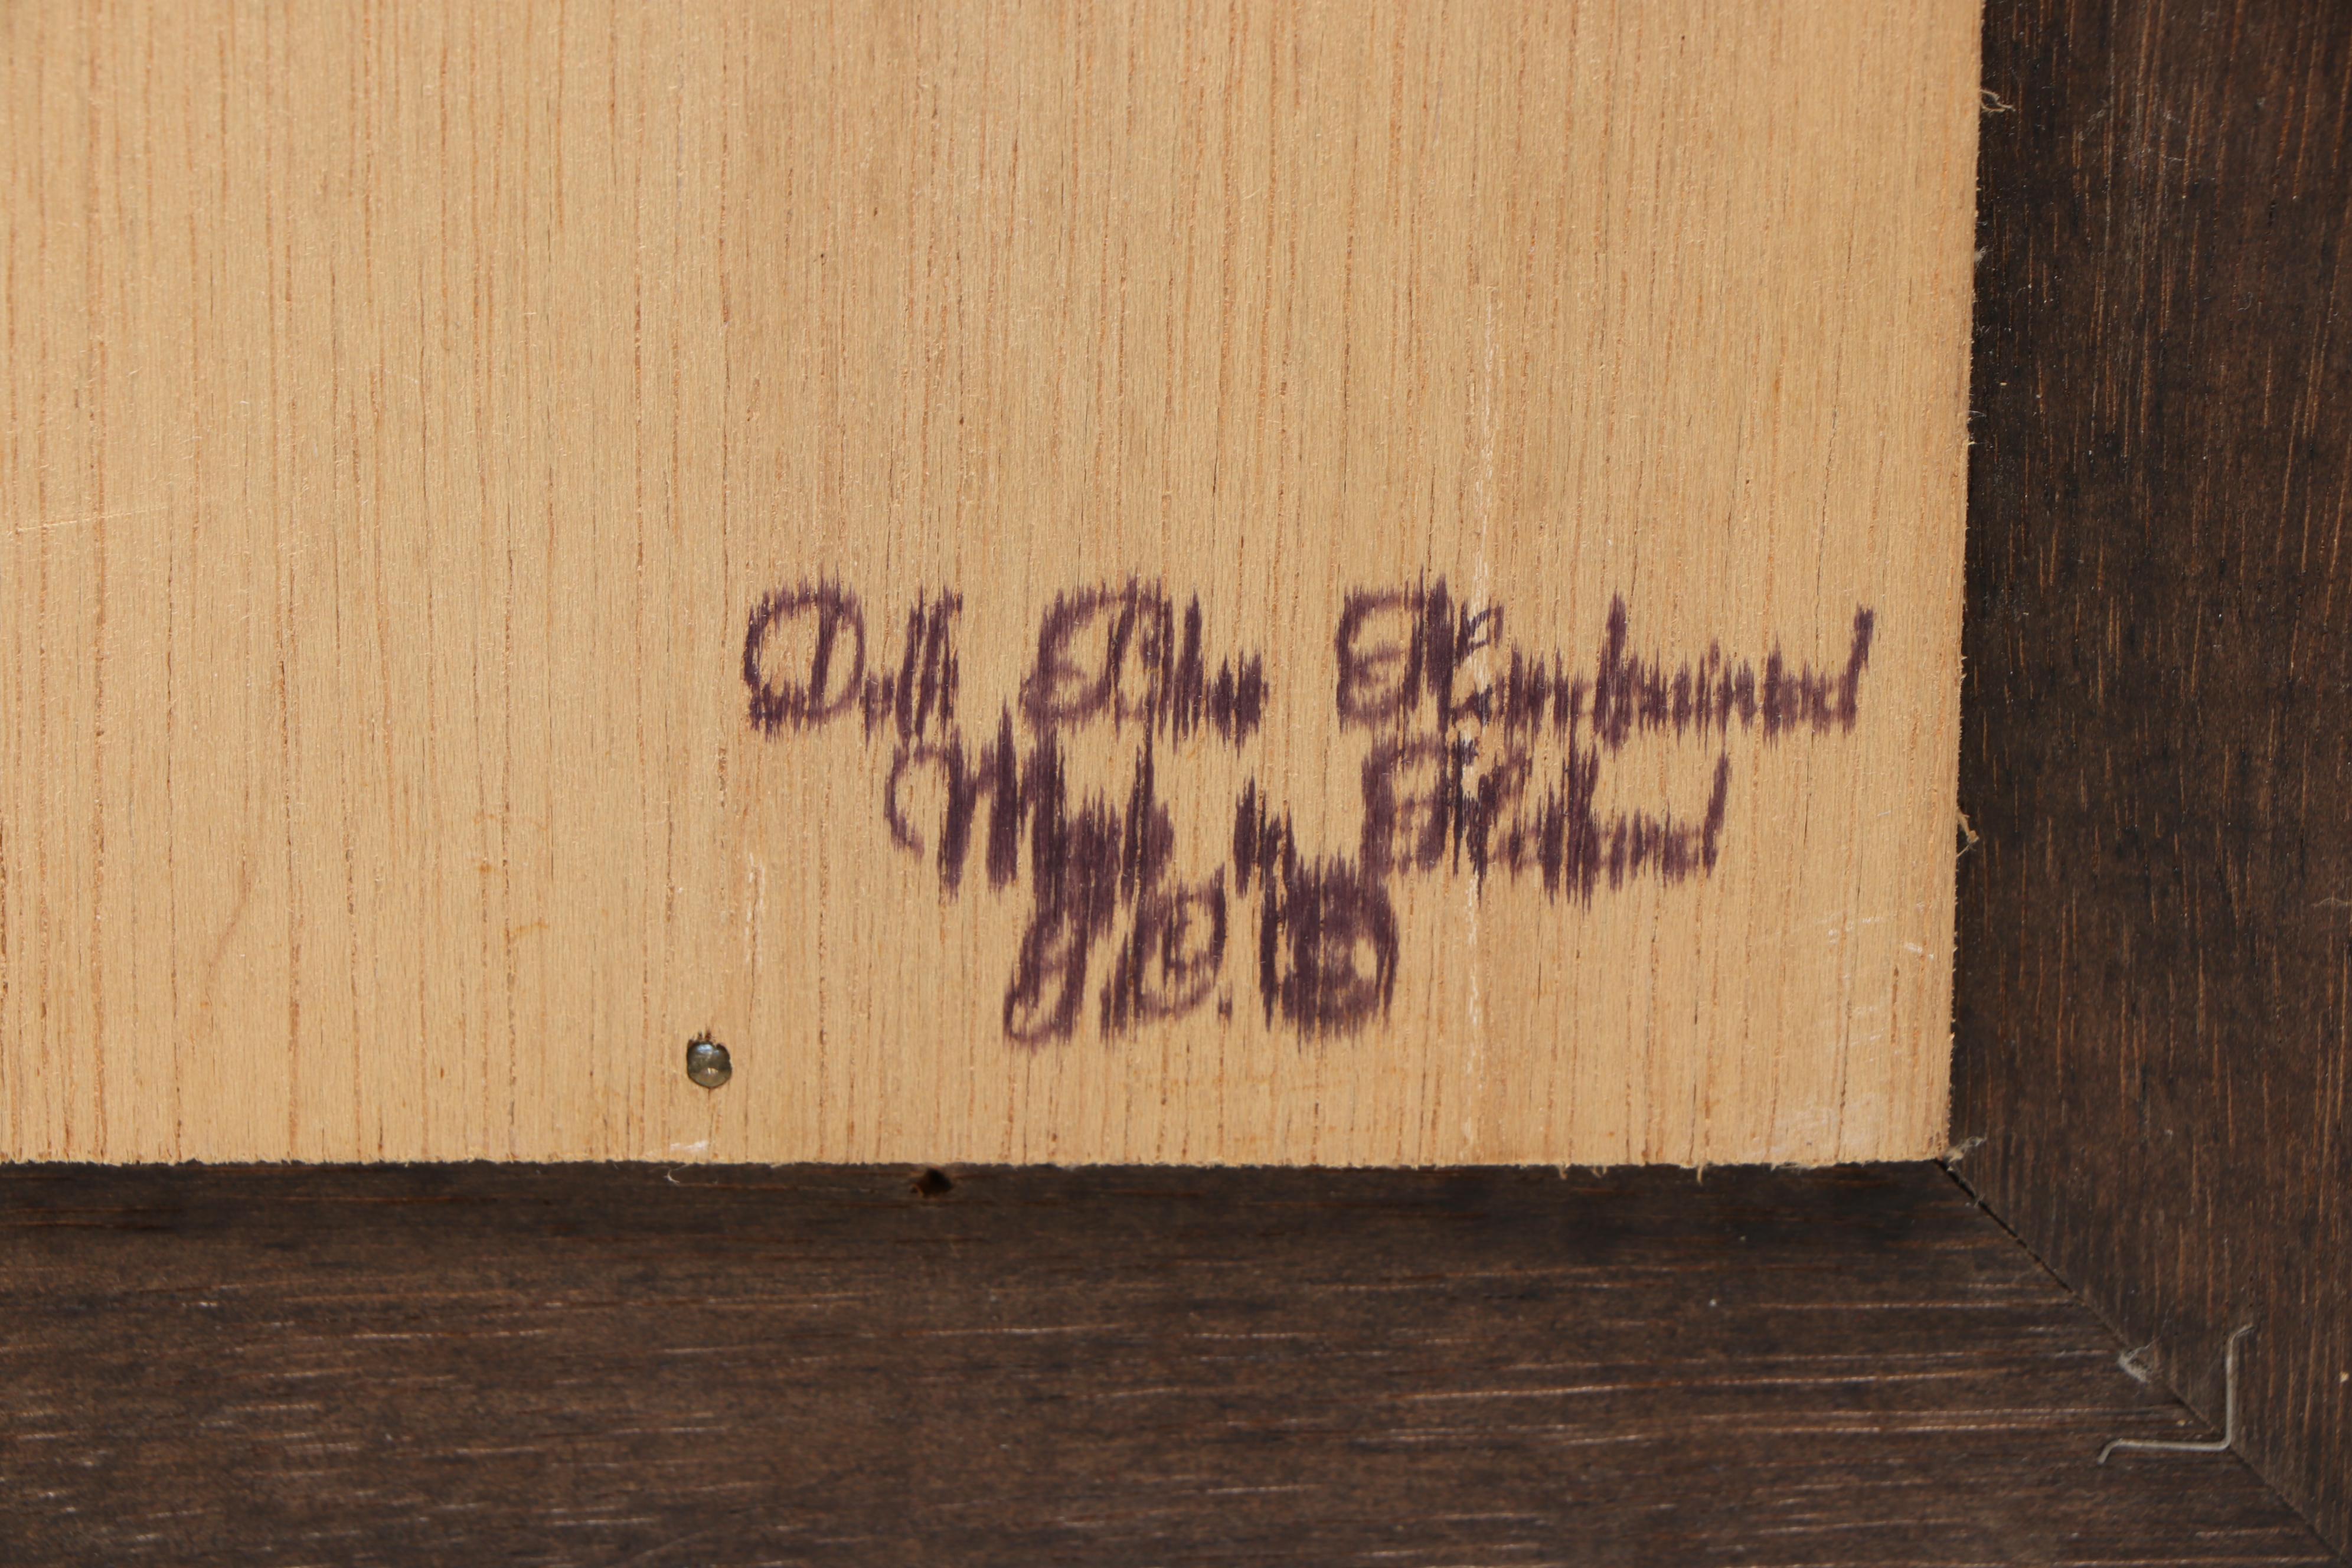 Delft Blue Handpainted
Made in Holland